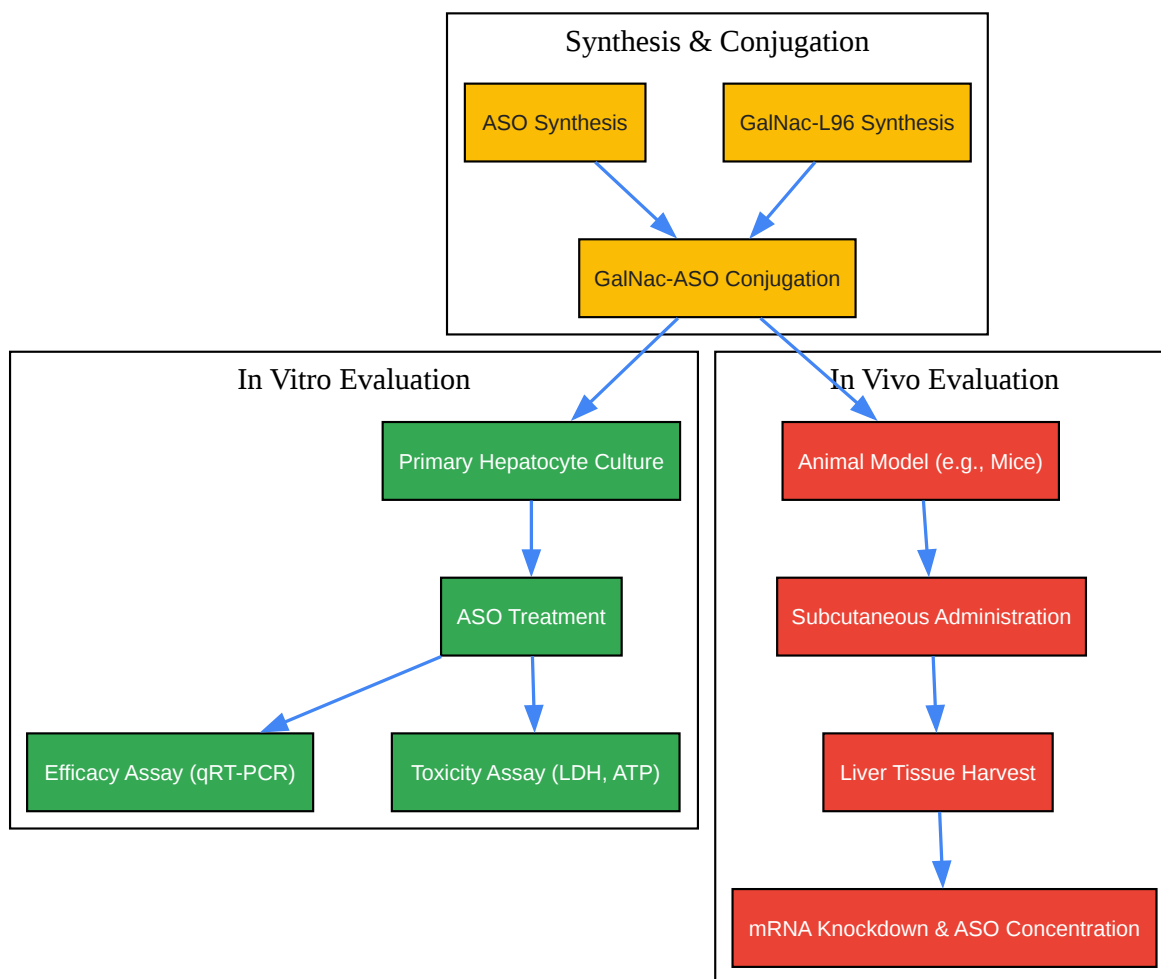 Synthesis & Conjugation
ASO Synthesis
GalNac-L96 Synthesis
GalNac-ASO Conjugation
In Vitro Evaluation
Primary Hepatocyte Culture
ASO Treatment
Efficacy Assay (qRT-PCR)
Toxicity Assay (LDH, ATP)
In Vivo Evaluation
Animal Model (e.g., Mice)
Subcutaneous Administration
Liver Tissue Harvest
mRNA Knockdown & ASO Concentration